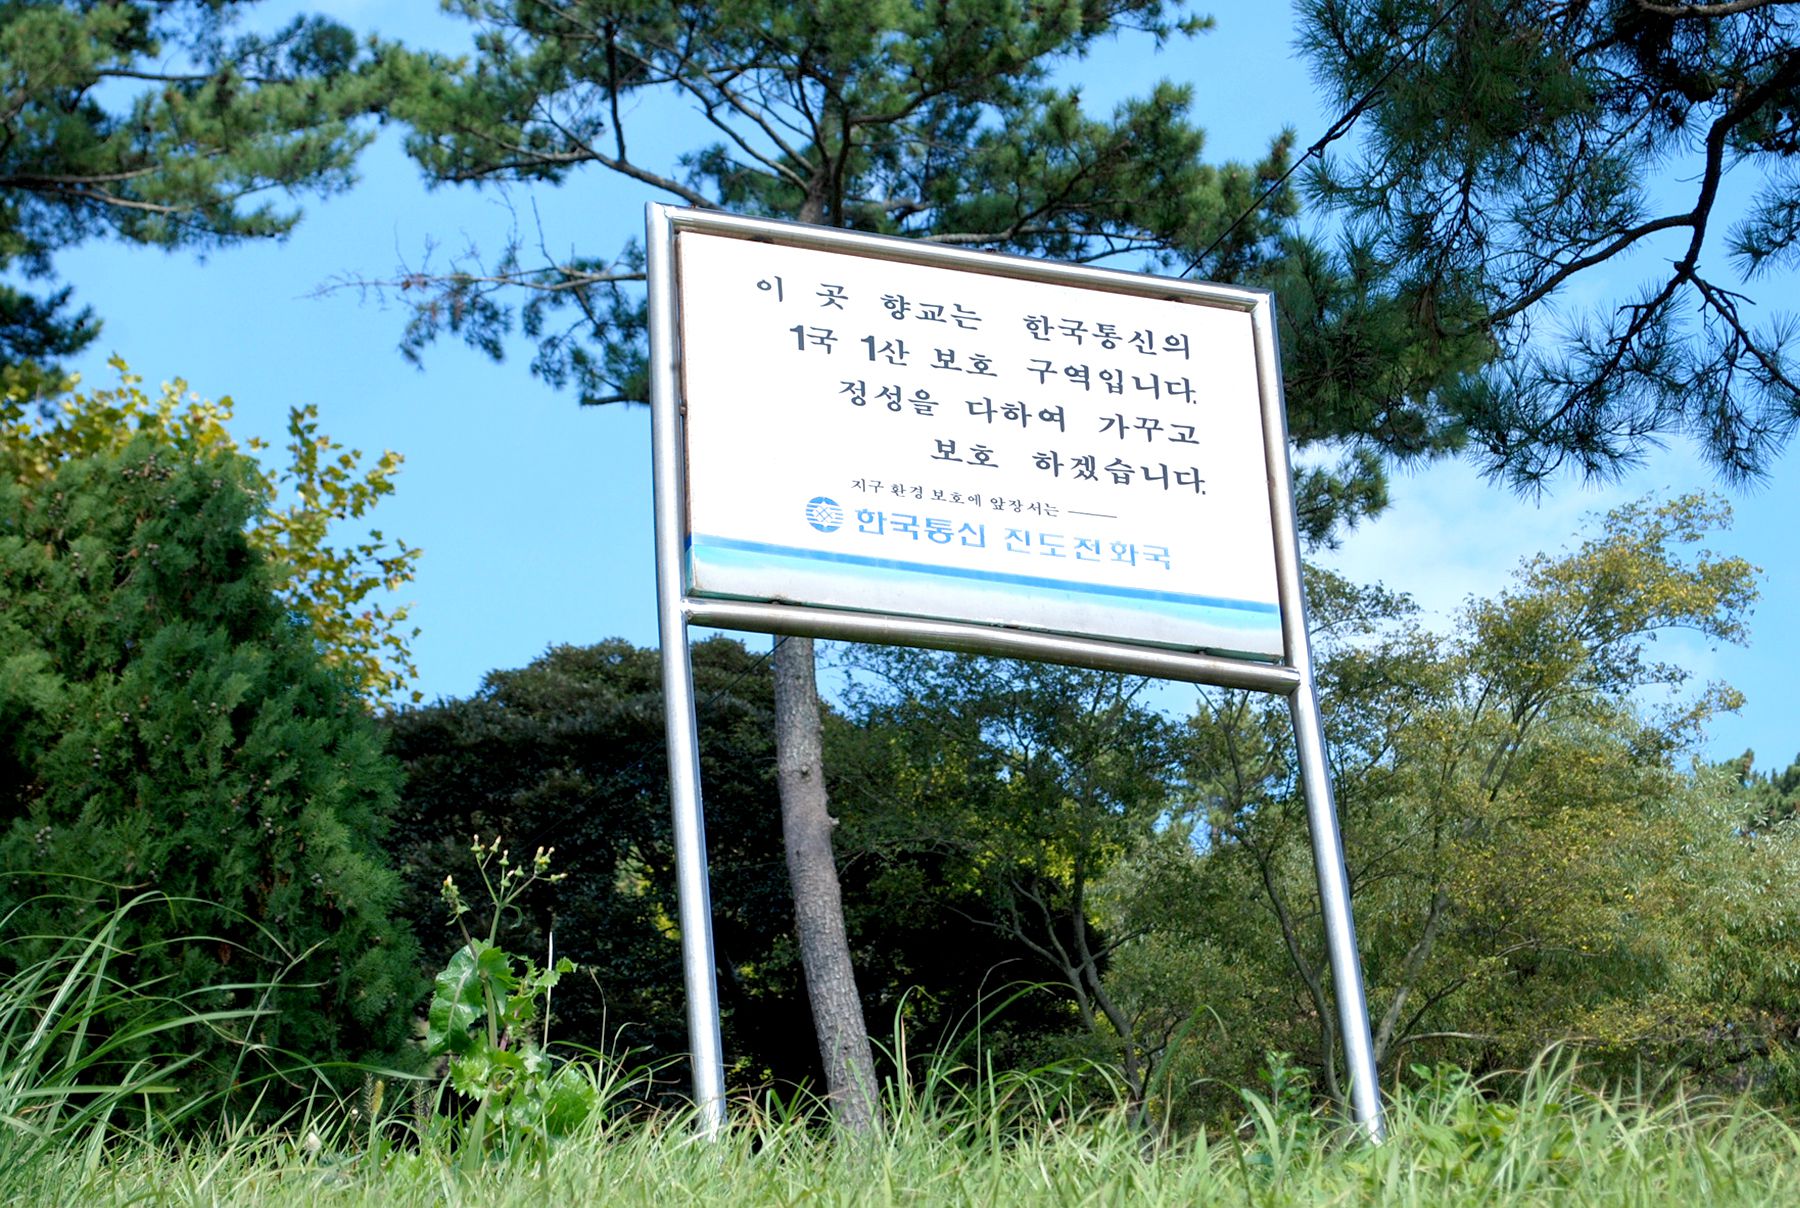 이 곳 향교는 한국통신의
1국 1산 보호 구역입니다.
정성을 다하여 가꾸고
보호 하겠습니다.
지구 환경 보호에 앞장서는 ——
한국통신 진도전화국